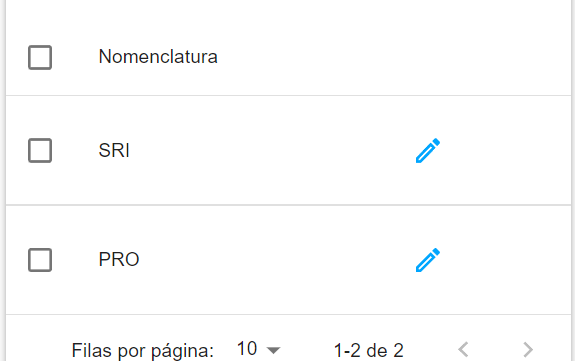 Nomenclatura
SRI
PRO
Filas por página: 10 1-2 de 2